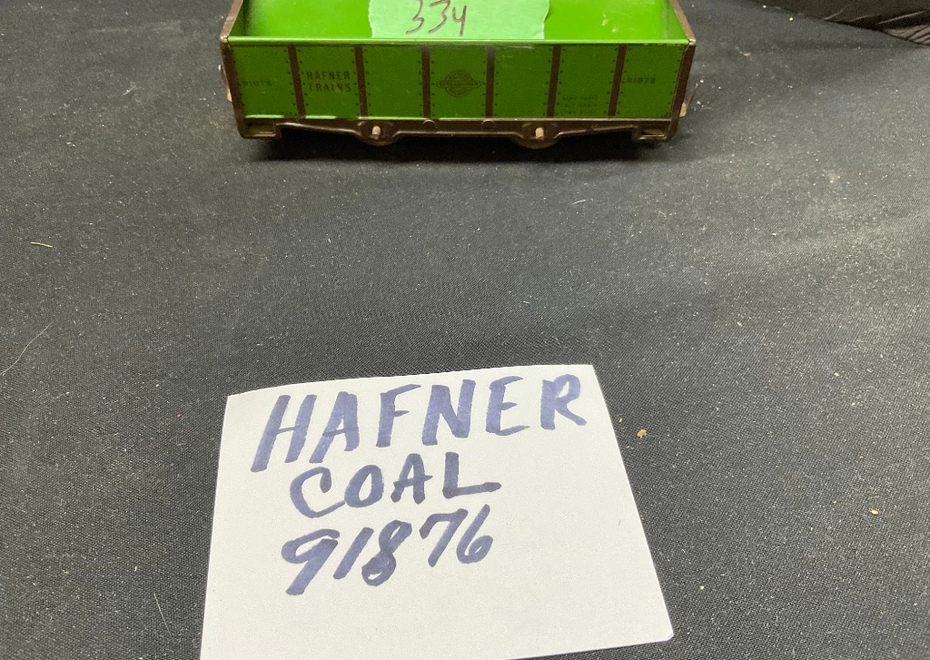 334
91876
HAFNER
TRAINS
91876
HAFNER
COAL
91876